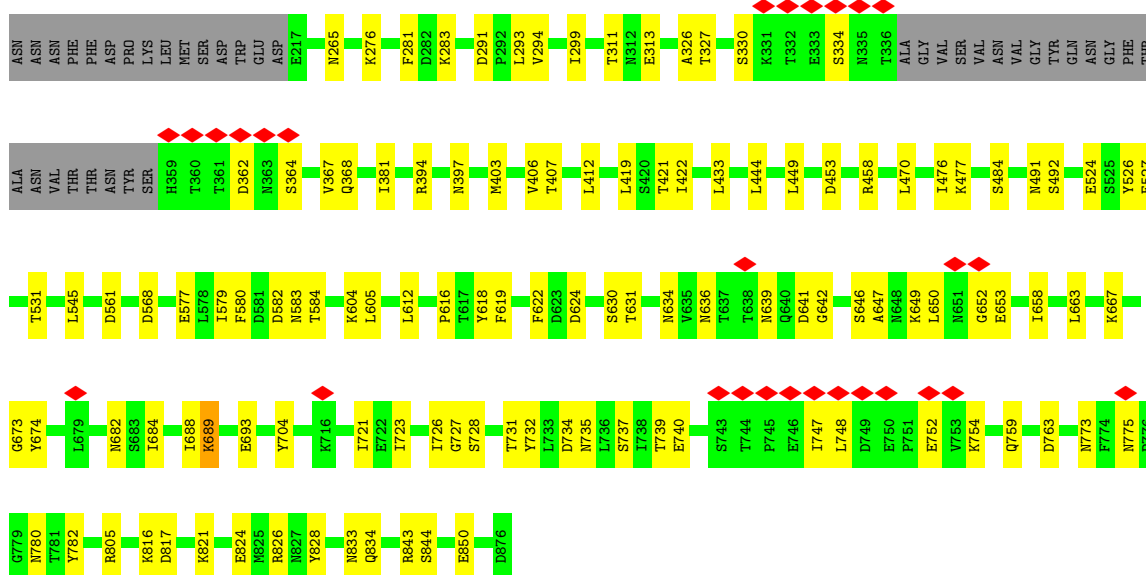 ASN ASN ASN PHE PHE ASP PRO LYS LEU MET SER ASP TRP GLU ASP E217 N265 K276 F281 D282 K283 D291 P292 L293 V294 I299 T311 N312 E313 A326 T327 S330 K331 T332 E333 S334 N335 T336 ALA GLY VAL SER VAL ASN VAL GLY TYR GLN ASN GLY PHE
ALA ASN VAL THR THR ASN TYR SER H359 T360 T361 D362 N363 S364 V367 Q368 I381 R394 N397 M403 V406 T407 L412 L419 S420 T421 I422 L433 L444 L449 D453 R458 L470 I476 K477 S484 N491 S492 E524 S525 Y526
T531 L545 D561 D568 E577 L578 I579 F580 D581 D582 N583 T584 K604 L605 L612 P616 T617 Y618 F619 F622 D623 D624 S630 T631 N634 V635 N636 T637 T638 N639 Q640 D641 G642 S646 A647 N648 K649 L650 N651 G652 E653 I658 L663 K667
G673 Y674 L679 N682 S683 I684 I688 K689 E693 Y704 K716 I721 E722 I723 I726 G727 S728 T731 Y732 L733 D734 N735 L736 S737 I738 T739 E740 S743 T744 P745 E746 I747 L748 D749 E750 P751 E752 V753 K754 Q759 D763 N773 F774 N775
G779 N780 T781 Y782 R805 K816 D817 K821 E824 M825 R826 N827 Y828 N833 Q834 R843 S844 E850 D876